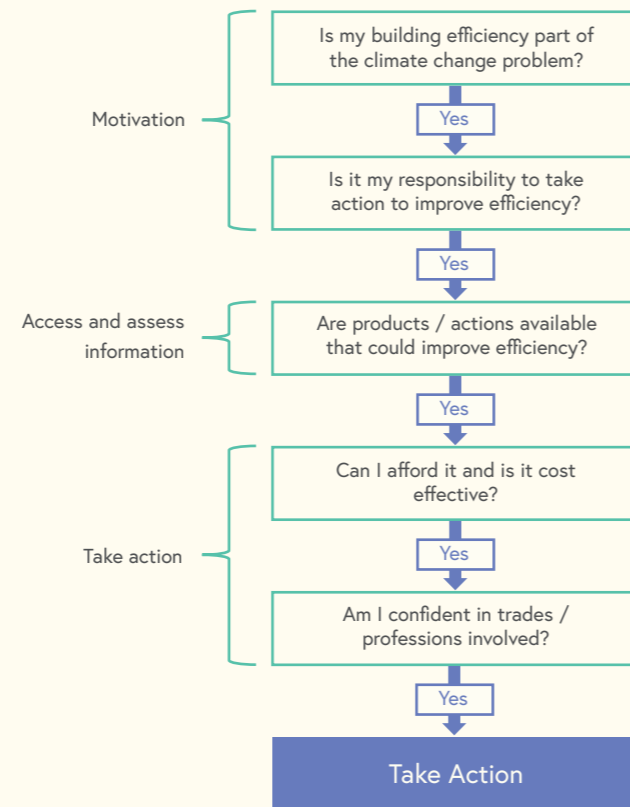 Is my building efficiency part of
the climate change problem?
Motivation
Yes
Is it my responsibility to take
action to improve efficiency?
Yes
Access and assess
information
Are products / actions available
that could improve efficiency?
Yes
Can I afford it and is it cost
effective?
Take action
Yes
Am I confident in trades /
professions involved?
Yes
Take Action